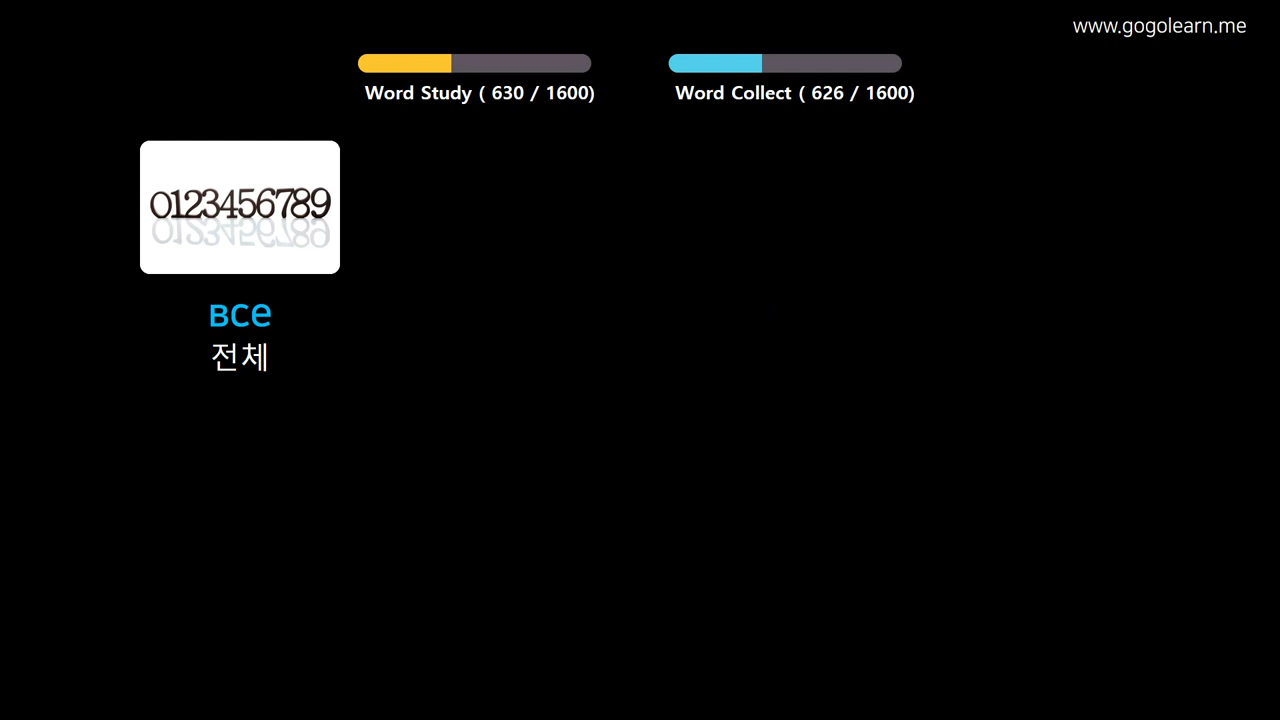 www.gogolearn.me
Word Study ( 630 / 1600)
Word Collect ( 626 / 1600)
0123456789
все
전체